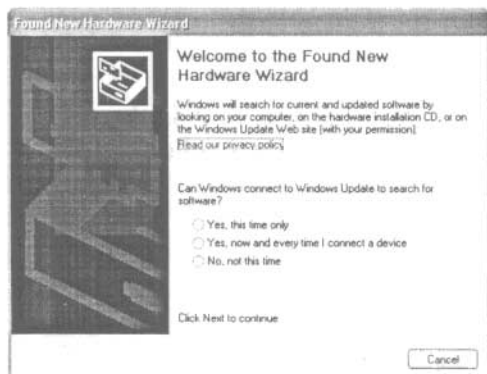 Found New Hardware Wizard
Welcome to the Found New
Hardware Wizard
Windows will search for current and updated software by
looking on your computer, on the hardware installation CD, or on
the Windows Update Web site (with your permission).
Read our privacy policy
Can Windows connect to Windows Update to search for
software?
Yes, this time only
Yes, now and every time I connect a device
No, not this time
Click Next to continue
Cancel